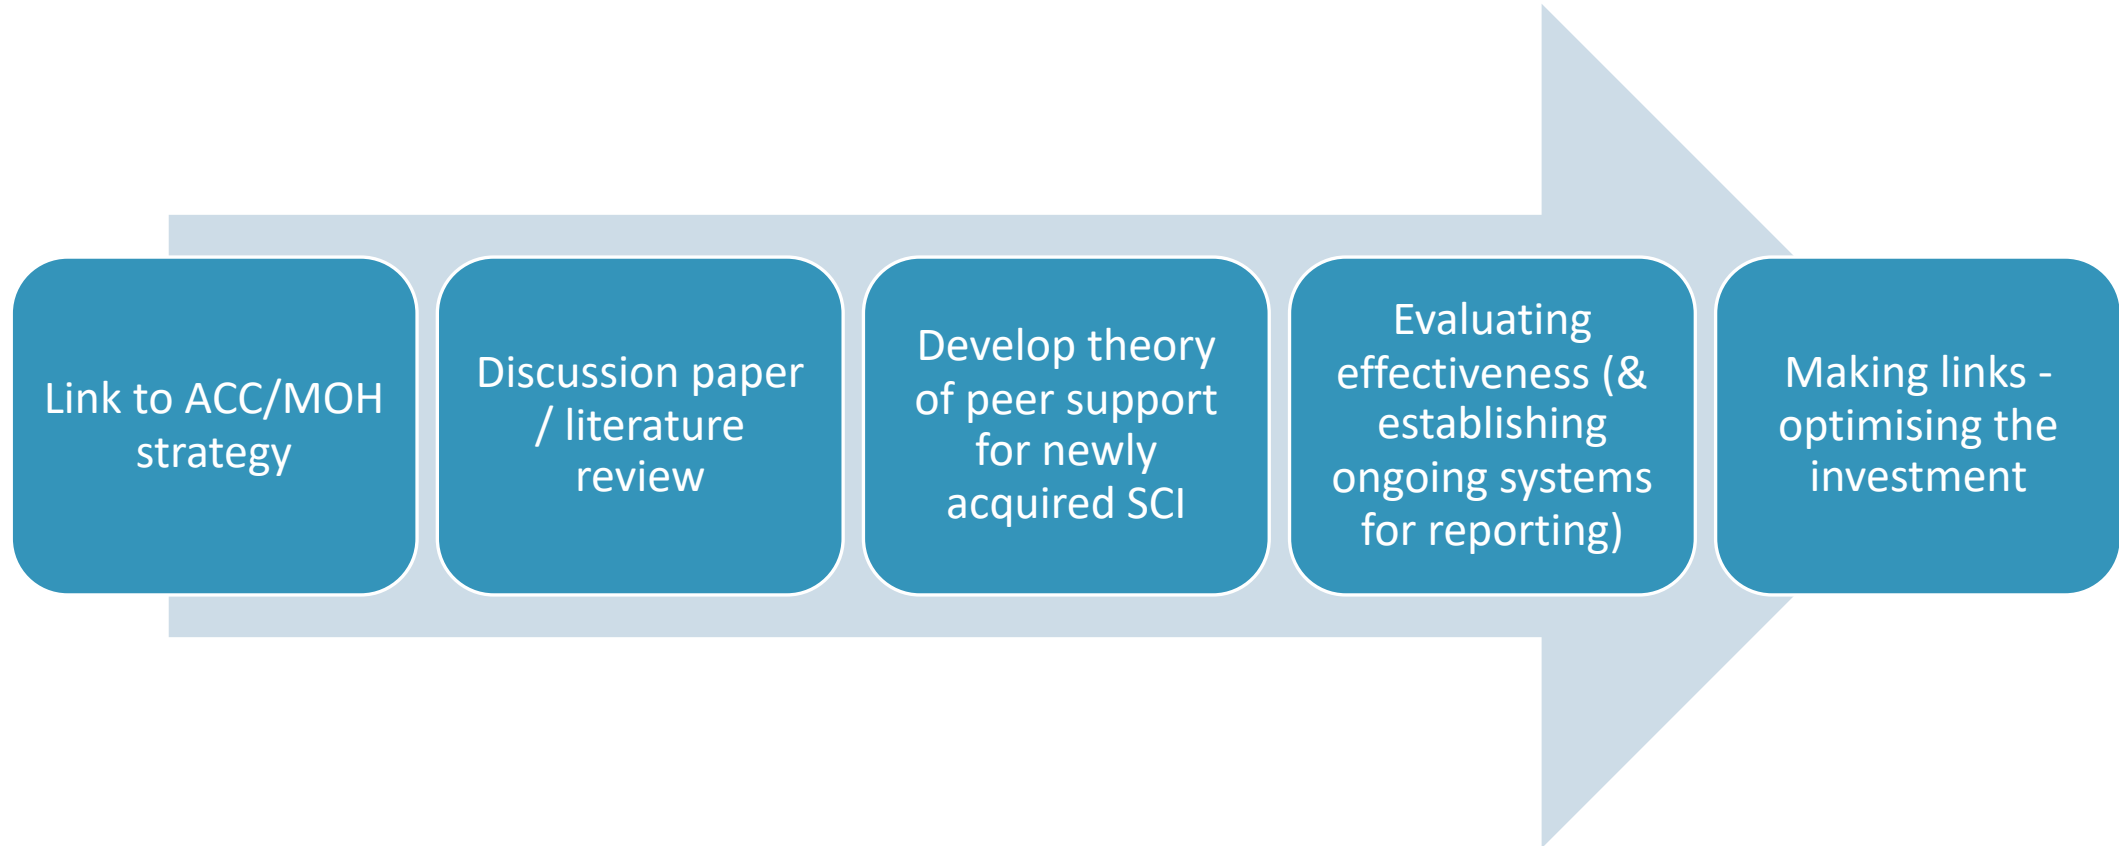 Link to ACC/MOH
strategy
Discussion paper
/ literature
review
Develop theory
of peer support
for newly
acquired SCI
Evaluating
effectiveness (&
establishing
ongoing systems
for reporting)
Making links -
optimising the
investment